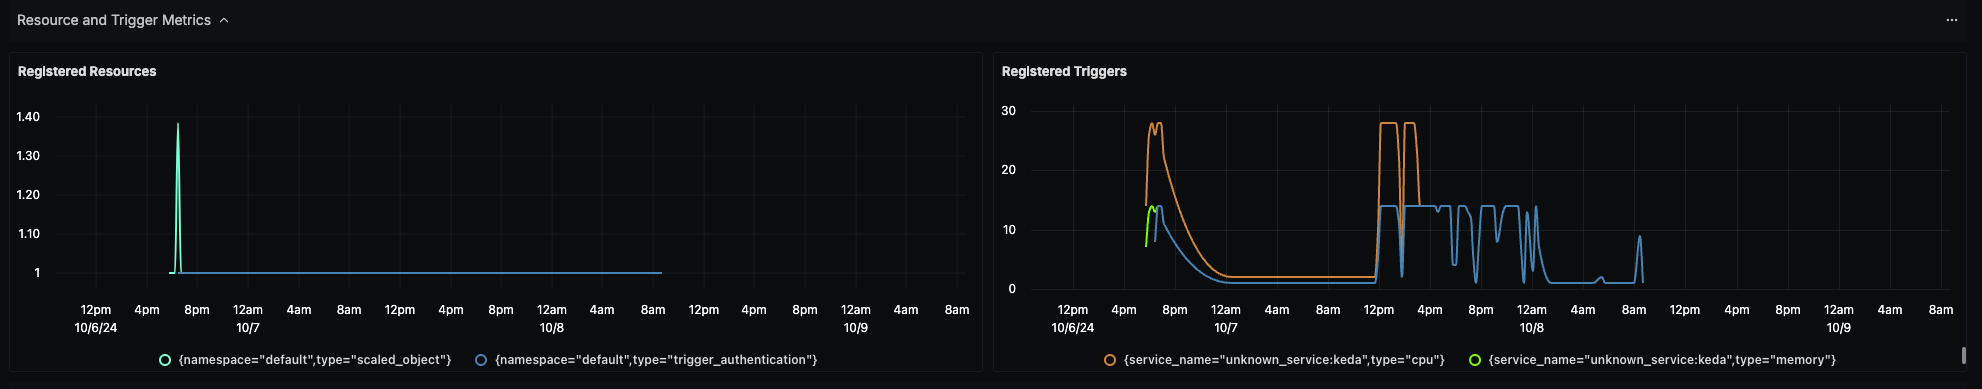 Resource and Trigger Metrics
Registered Resources
1.40
1.30
1.20
1.10
1
12pm 4pm 8pm 12am 4am 8am 12pm 4pm 8pm 12am 4am 8am 12pm 4pm 8pm 12am 4am 8am
10/6/24 10/7 10/8 10/9
{namespace="default",type="scaled_object"} {namespace="default",type="trigger_authentication"}
Registered Triggers
30
20
10
0
12pm 4pm 8pm 12am 4am 8am 12pm 4pm 8pm 12am 4am 8am 12pm 4pm 8pm 12am 4am 8am
10/6/24 10/7 10/8 10/9
{service_name="unknown_service:keda",type="cpu"} {service_name="unknown_service:keda",type="memory"}